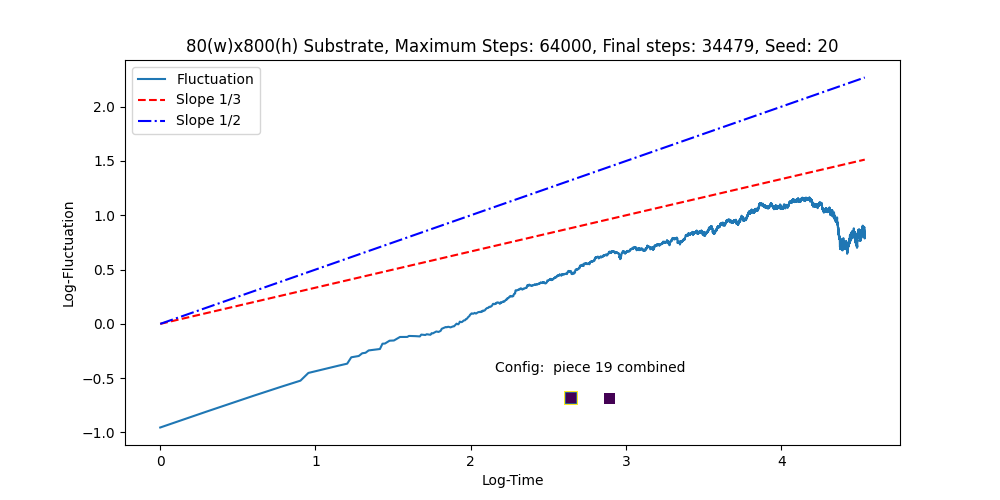 80(w)x800(h) Substrate, Maximum Steps: 64000, Final steps: 34479, Seed: 20
Fluctuation
Slope 1/3
Slope 1/2
Log-Fluctuation
2.0
1.5
1.0
0.5
0.0
−0.5
−1.0
Config:  piece 19 combined
0 1 2 3 4
Log-Time